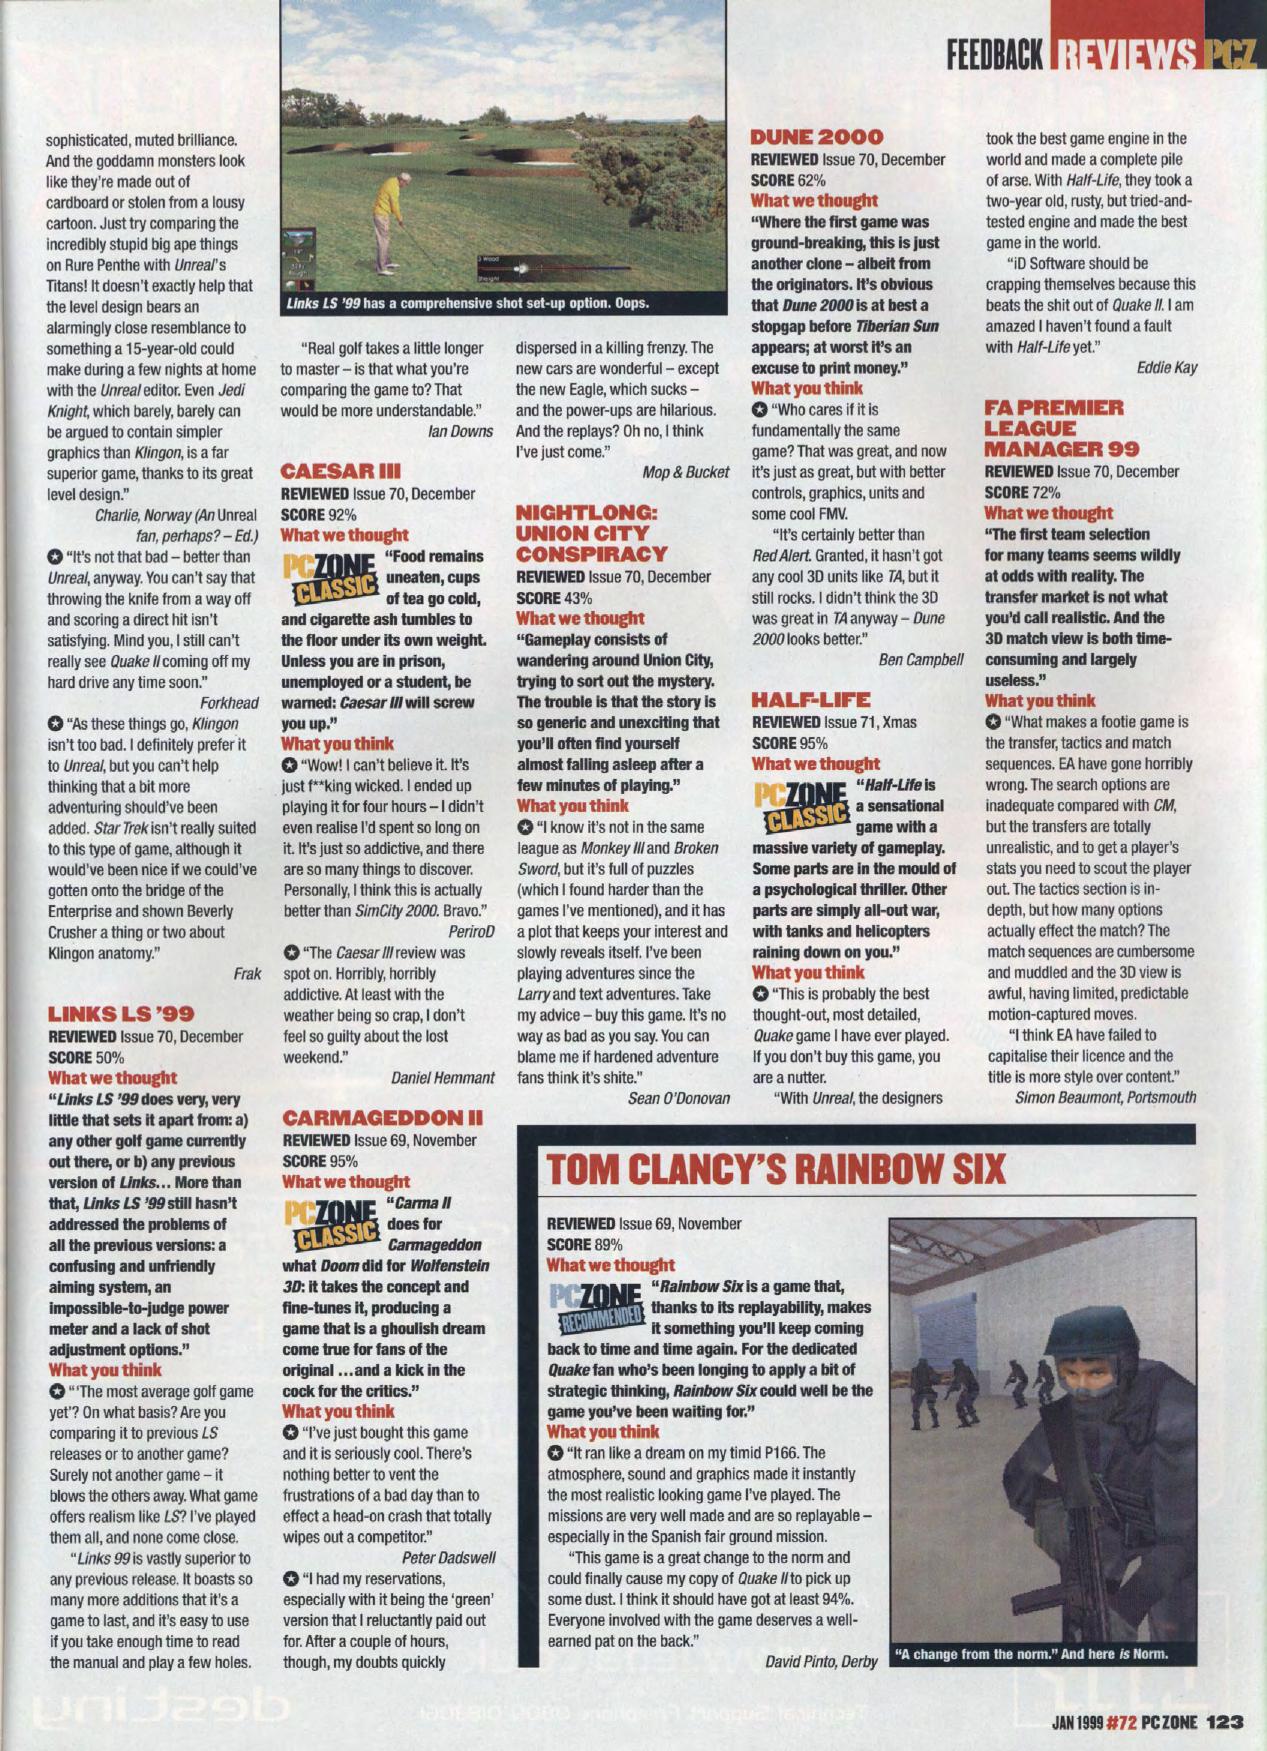 FEEDBACK REVIEWS PCZ
sophisticated, muted brilliance.
And the goddamn monsters look
like they're made out of
cardboard or stolen from a lousy
cartoon. Just try comparing the
incredibly stupid big ape things
on Rure Penthe with Unreal's
Titans! It doesn't exactly help that
the level design bears an
alarmingly close resemblance to
something a 15-year-old could
make during a few nights at home
with the Unreal editor. Even Jedi
Knight, which barely, barely can
be argued to contain simpler
graphics than Klingon, is a far
superior game, thanks to its great
level design."
Charlie, Norway (An Unreal
fan, perhaps? – Ed.)
"It's not that bad – better than
Unreal, anyway. You can't say that
throwing the knife from a way off
and scoring a direct hit isn't
satisfying. Mind you, I still can't
really see Quake II coming off my
hard drive any time soon."
Forkhead
"As these things go, Klingon
isn't too bad. I definitely prefer it
to Unreal, but you can't help
thinking that a bit more
adventuring should've been
added. Star Trek isn't really suited
to this type of game, although it
would've been nice if we could've
gotten onto the bridge of the
Enterprise and shown Beverly
Crusher a thing or two about
Klingon anatomy."
Frak
LINKS LS '99
REVIEWED Issue 70, December
SCORE 50%
What we thought
"Links LS '99 does very, very
little that sets it apart from: a)
any other golf game currently
out there, or b) any previous
version of Links... More than
that, Links LS '99 still hasn't
addressed the problems of
all the previous versions: a
confusing and unfriendly
aiming system, an
impossible-to-judge power
meter and a lack of shot
adjustment options."
What you think
"'The most average golf game
yet'? On what basis? Are you
comparing it to previous LS
releases or to another game?
Surely not another game – it
blows the others away. What game
offers realism like LS? I've played
them all, and none come close.
"Links 99 is vastly superior to
any previous release. It boasts so
many more additions that it's a
game to last, and it's easy to use
if you take enough time to read
the manual and play a few holes.
Links LS '99 has a comprehensive shot set-up option. Oops.
"Real golf takes a little longer
to master – is that what you're
comparing the game to? That
would be more understandable."
Ian Downs
CAESAR III
REVIEWED Issue 70, December
SCORE 92%
What we thought
PCZONE CLASSIC
"Food remains
uneaten, cups
of tea go cold,
and cigarette ash tumbles to
the floor under its own weight.
Unless you are in prison,
unemployed or a student, be
warned: Caesar III will screw
you up."
What you think
"Wow! I can't believe it. It's
just f**king wicked. I ended up
playing it for four hours – I didn't
even realise I'd spent so long on
it. It's just so addictive, and there
are so many things to discover.
Personally, I think this is actually
better than SimCity 2000. Bravo."
PeriroD
"The Caesar III review was
spot on. Horribly, horribly
addictive. At least with the
weather being so crap, I don't
feel so guilty about the lost
weekend."
Daniel Hemmant
CARMAGEDDON II
REVIEWED Issue 69, November
SCORE 95%
What we thought
PCZONE CLASSIC
"Carma II
does for
Carmageddon
what Doom did for Wolfenstein
3D: it takes the concept and
fine-tunes it, producing a
game that is a ghoulish dream
come true for fans of the
original ...and a kick in the
cock for the critics."
What you think
"I've just bought this game
and it is seriously cool. There's
nothing better to vent the
frustrations of a bad day than to
effect a head-on crash that totally
wipes out a competitor."
Peter Dadswell
"I had my reservations,
especially with it being the 'green'
version that I reluctantly paid out
for. After a couple of hours,
though, my doubts quickly
dispersed in a killing frenzy. The
new cars are wonderful – except
the new Eagle, which sucks –
and the power-ups are hilarious.
And the replays? Oh no, I think
I've just come."
Mop & Bucket
NIGHTLONG:
UNION CITY
CONSPIRACY
REVIEWED Issue 70, December
SCORE 43%
What we thought
"Gameplay consists of
wandering around Union City,
trying to sort out the mystery.
The trouble is that the story is
so generic and unexciting that
you'll often find yourself
almost falling asleep after a
few minutes of playing."
What you think
"I know it's not in the same
league as Monkey III and Broken
Sword, but it's full of puzzles
(which I found harder than the
games I've mentioned), and it has
a plot that keeps your interest and
slowly reveals itself. I've been
playing adventures since the
Larry and text adventures. Take
my advice – buy this game. It's no
way as bad as you say. You can
blame me if hardened adventure
fans think it's shite."
Sean O'Donovan
DUNE 2000
REVIEWED Issue 70, December
SCORE 62%
What we thought
"Where the first game was
ground-breaking, this is just
another clone – albeit from
the originators. It's obvious
that Dune 2000 is at best a
stopgap before Tiberian Sun
appears; at worst it's an
excuse to print money."
What you think
"Who cares if it is
fundamentally the same
game? That was great, and now
it's just as great, but with better
controls, graphics, units and
some cool FMV.
"It's certainly better than
Red Alert. Granted, it hasn't got
any cool 3D units like TA, but it
still rocks. I didn't think the 3D
was great in TA anyway – Dune
2000 looks better."
Ben Campbell
HALF-LIFE
REVIEWED Issue 71, Xmas
SCORE 95%
What we thought
PCZONE CLASSIC
"Half-Life is
a sensational
game with a
massive variety of gameplay.
Some parts are in the mould of
a psychological thriller. Other
parts are simply all-out war,
with tanks and helicopters
raining down on you."
What you think
"This is probably the best
thought-out, most detailed,
Quake game I have ever played.
If you don't buy this game, you
are a nutter.
"With Unreal, the designers
took the best game engine in the
world and made a complete pile
of arse. With Half-Life, they took a
two-year old, rusty, but tried-and-
tested engine and made the best
game in the world.
"iD Software should be
crapping themselves because this
beats the shit out of Quake II. I am
amazed I haven't found a fault
with Half-Life yet."
Eddie Kay
FA PREMIER
LEAGUE
MANAGER 99
REVIEWED Issue 70, December
SCORE 72%
What we thought
"The first team selection
for many teams seems wildly
at odds with reality. The
transfer market is not what
you'd call realistic. And the
3D match view is both time-
consuming and largely
useless."
What you think
"What makes a footie game is
the transfer, tactics and match
sequences. EA have gone horribly
wrong. The search options are
inadequate compared with CM,
but the transfers are totally
unrealistic, and to get a player's
stats you need to scout the player
out. The tactics section is in-
depth, but how many options
actually effect the match? The
match sequences are cumbersome
and muddled and the 3D view is
awful, having limited, predictable
motion-captured moves.
"I think EA have failed to
capitalise their licence and the
title is more style over content."
Simon Beaumont, Portsmouth
TOM CLANCY'S RAINBOW SIX
REVIEWED Issue 69, November
SCORE 89%
What we thought
PCZONE RECOMMENDED
"Rainbow Six is a game that,
thanks to its replayability, makes
it something you'll keep coming
back to time and time again. For the dedicated
Quake fan who's been longing to apply a bit of
strategic thinking, Rainbow Six could well be the
game you've been waiting for."
What you think
"It ran like a dream on my timid P166. The
atmosphere, sound and graphics made it instantly
the most realistic looking game I've played. The
missions are very well made and are so replayable –
especially in the Spanish fair ground mission.
"This game is a great change to the norm and
could finally cause my copy of Quake II to pick up
some dust. I think it should have got at least 94%.
Everyone involved with the game deserves a well-
earned pat on the back."
David Pinto, Derby
"A change from the norm." And here is Norm.
JAN 1999 #72 PC ZONE 123